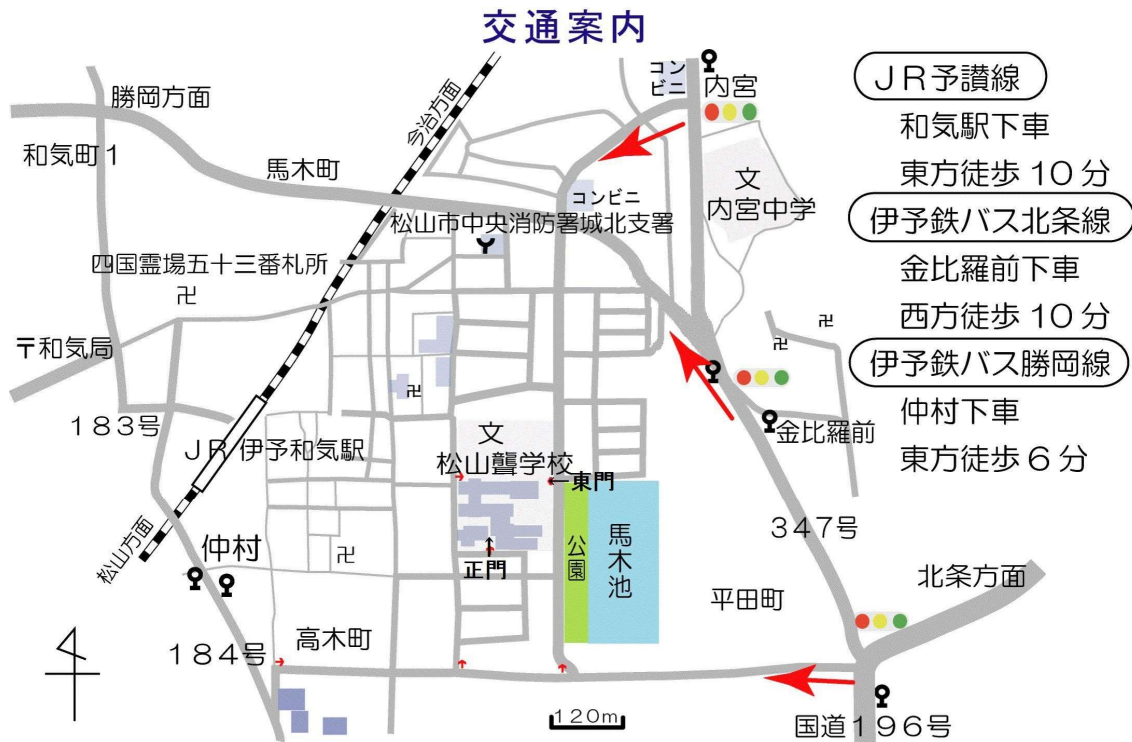 交通案内
コンビニ
内宮
JR予讃線
和気駅下車
東方徒歩10分
伊予鉄バス北条線
金比羅前下車
西方徒歩10分
伊予鉄バス勝岡線
仲村下車
東方徒歩6分
勝岡方面
今治方面
和気町1
馬木町
文
内宮中学
コンビニ
松山市中央消防署城北支署
四国霊場五十三番札所
卍
卍
卍
〒和気局
卍
183号
JR 伊予和気駅
文
松山聾学校
金比羅前
←東門
松山方面
仲村
卍
正門
公園
馬木池
347号
北条方面
平田町
高木町
184号
120m
国道196号